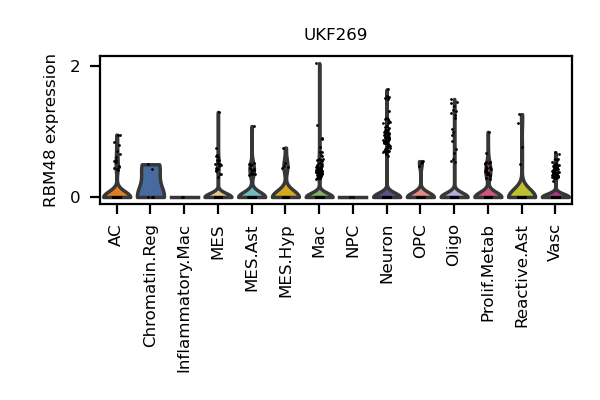 UKF269
RBM48 expression
2
0
AC
Chromatin.Reg
Inflammatory.Mac
MES
MES.Ast
MES.Hyp
Mac
NPC
Neuron
OPC
Oligo
Prolif.Metab
Reactive.Ast
Vasc